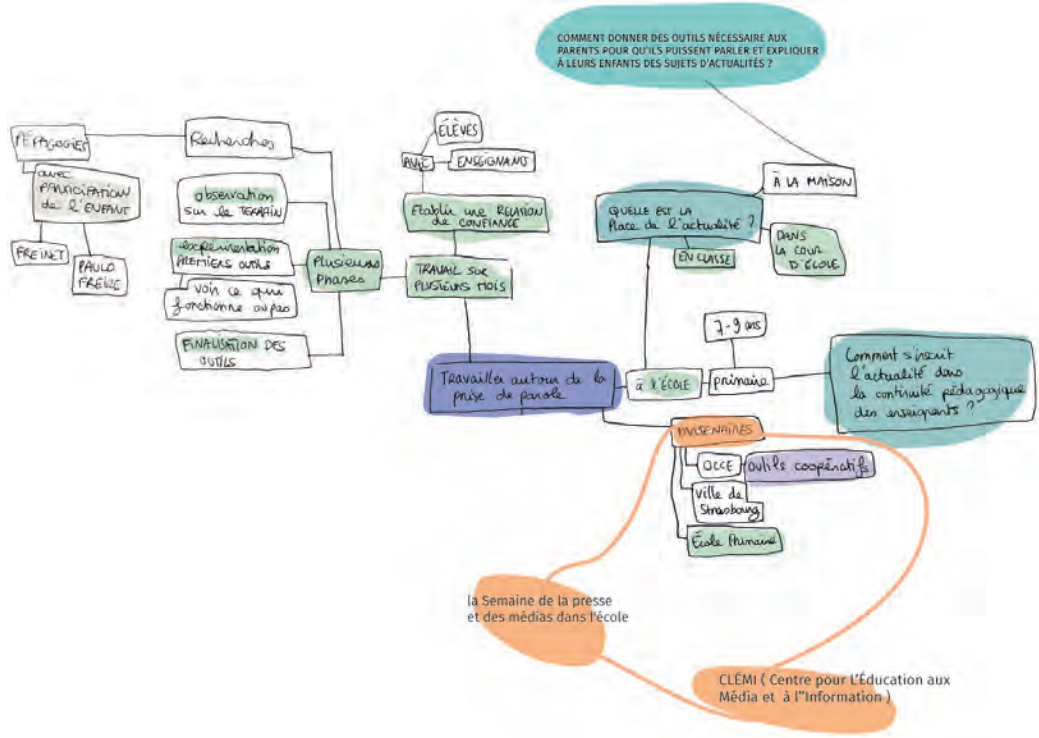 COMMENT DONNER DES OUTILS NÉCESSAIRE AUX
PARENTS POUR QU'ILS PUISSENT PARLER ET EXPLIQUER
À LEURS ENFANTS DES SUJETS D'ACTUALITÉS ?
PÉDAGOGIES
avec
PARTICIPATION
de l'ENFANT
FREINET
PAULO
FREIRE
Recherches
observation
sur le TERRAIN
expérimentation
PREMIERS OUTILS
voir ce qui
fonctionne ou pas
FINALISATION DES
OUTILS
Plusieurs
phases
ÉLÈVES
AVEC
ENSEIGNANTS
Etablir une RELATION
de CONFIANCE
TRAVAIL SUR
PLUSIEURS MOIS
À LA MAISON
QUELLE EST LA
Place de l'actualité ?
EN CLASSE
DANS
LA COUR
D'ÉCOLE
7-9 ans
Travailler autour de la
prise de parole
à l'ÉCOLE
primaire
Comment s'inscrit
l'actualité dans
la continuité pédagogique
des enseignants ?
PARTENAIRES
OCCE
outils coopératifs
ville de
Strasbourg
École Primaire
la Semaine de la presse
et des médias dans l'école
CLÉMI ( Centre pour L'Éducation aux
Média et à l''Information )